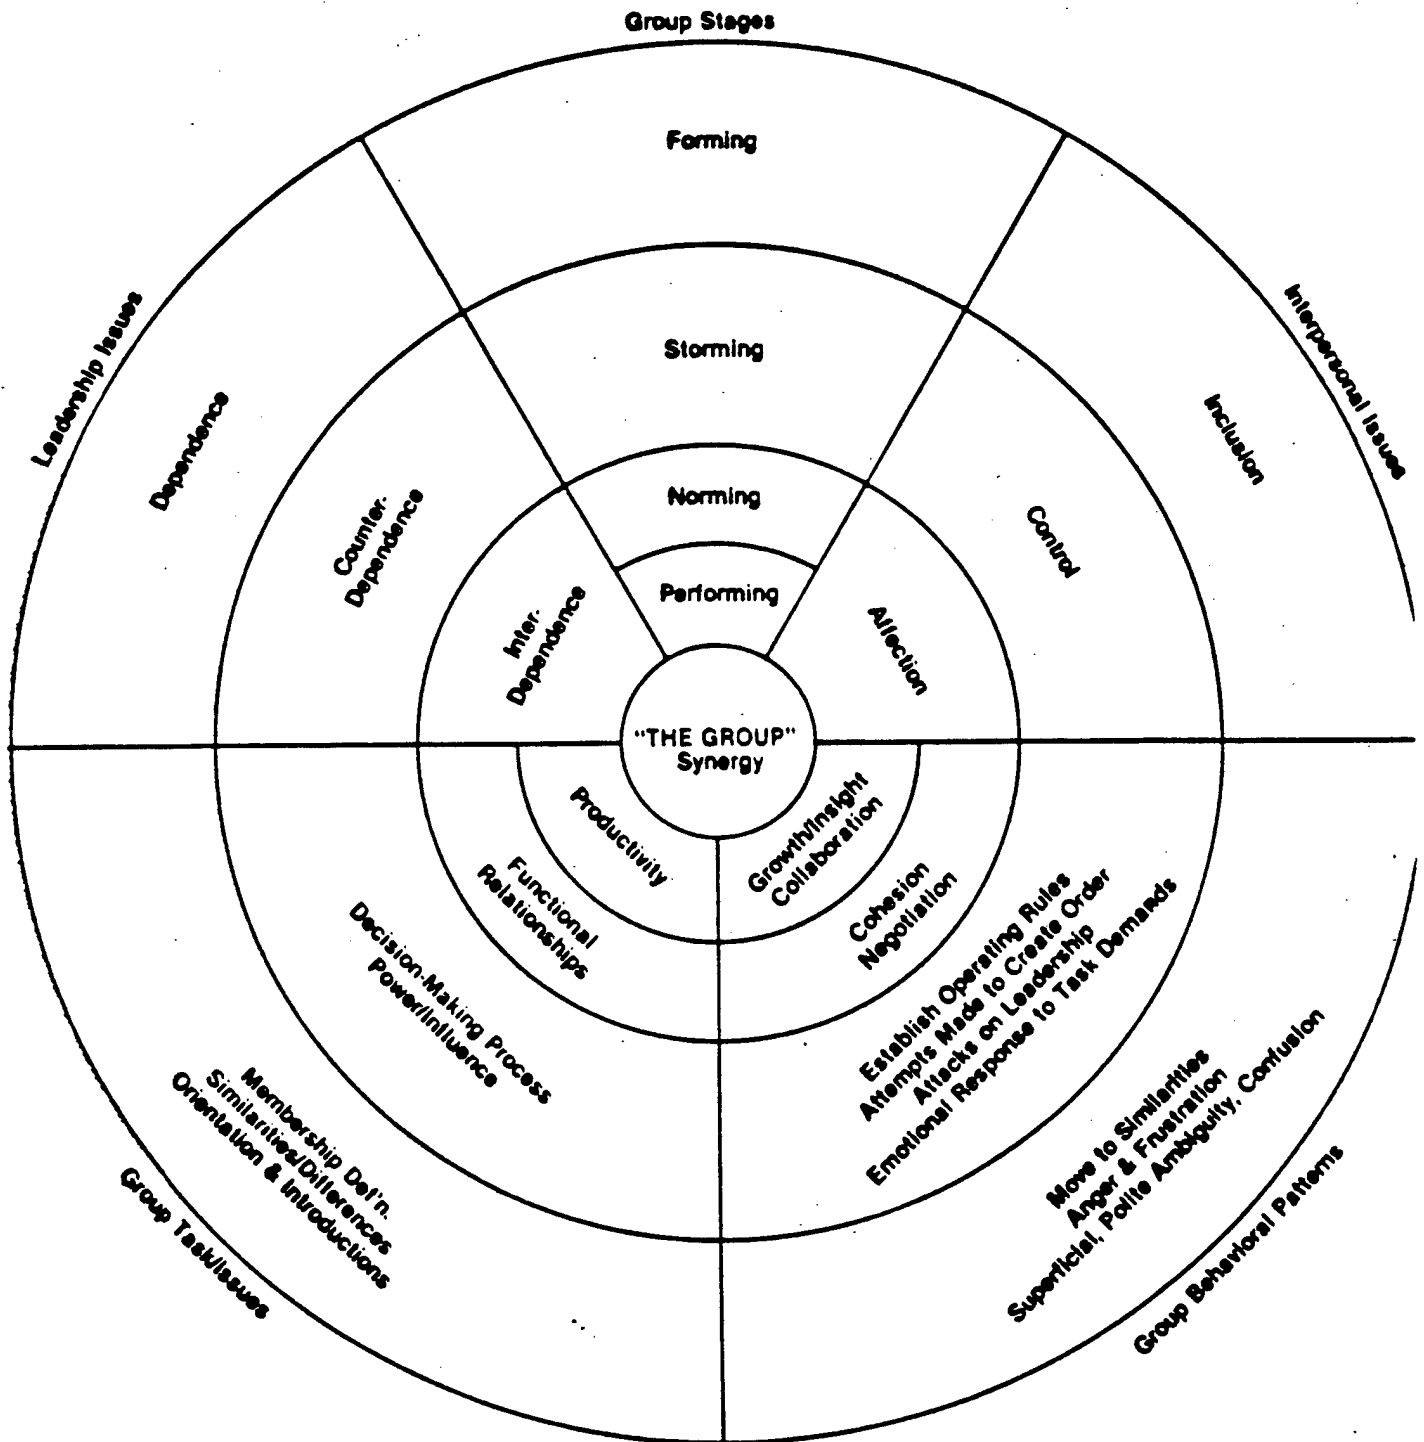 Group Stages
Forming
Storming
Norming
Performing
Leadership Issues
Dependence
Counter-
Dependence
Inter-
Dependence
Interpersonal Issues
Inclusion
Control
Affection
"THE GROUP"
Synergy
Productivity
Functional
Relationships
Decision-Making Process
Power/Influence
Membership Def'n.
Similarities/Differences
Orientation & Introductions
Group Task/Issues
Growth/Insight
Collaboration
Cohesion
Negotiation
Establish Operating Rules
Attempts Made to Create Order
Attacks on Leadership
Emotional Response to Task Demands
Move to Similarities
Anger & Frustration
Superficial, Polite Ambiguity, Confusion
Group Behavioral Patterns